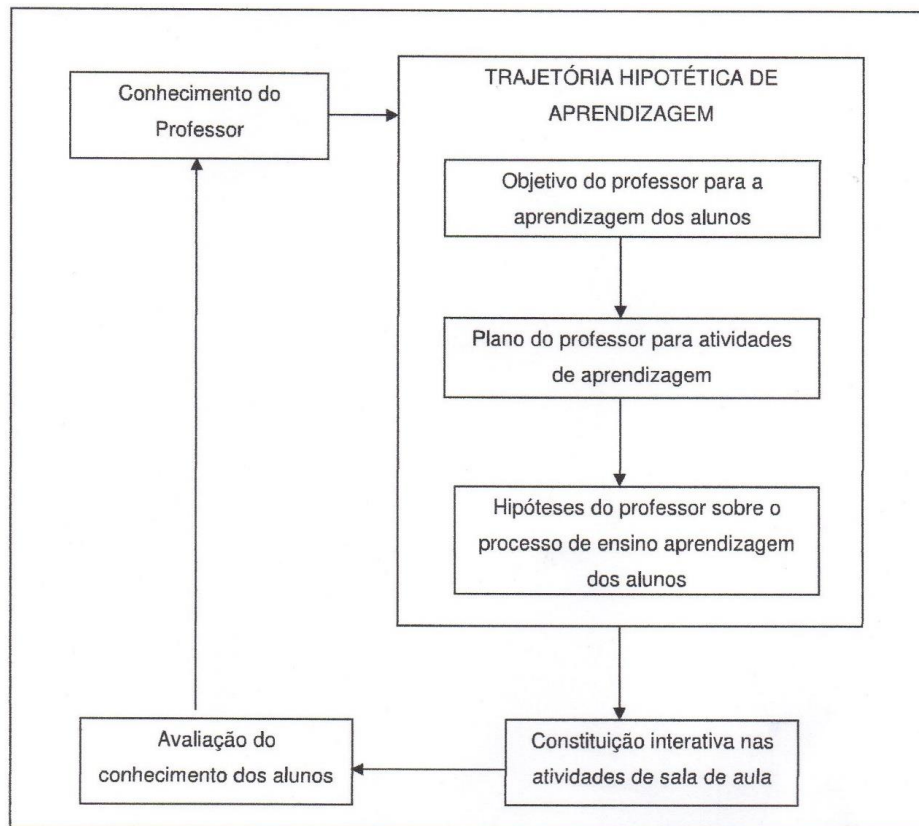 Conhecimento do
Professor
TRAJETÓRIA HIPOTÉTICA DE
APRENDIZAGEM
Objetivo do professor para a
aprendizagem dos alunos
Plano do professor para atividades
de aprendizagem
Hipóteses do professor sobre o
processo de ensino aprendizagem
dos alunos
Avaliação do
conhecimento dos alunos
Constituição interativa nas
atividades de sala de aula